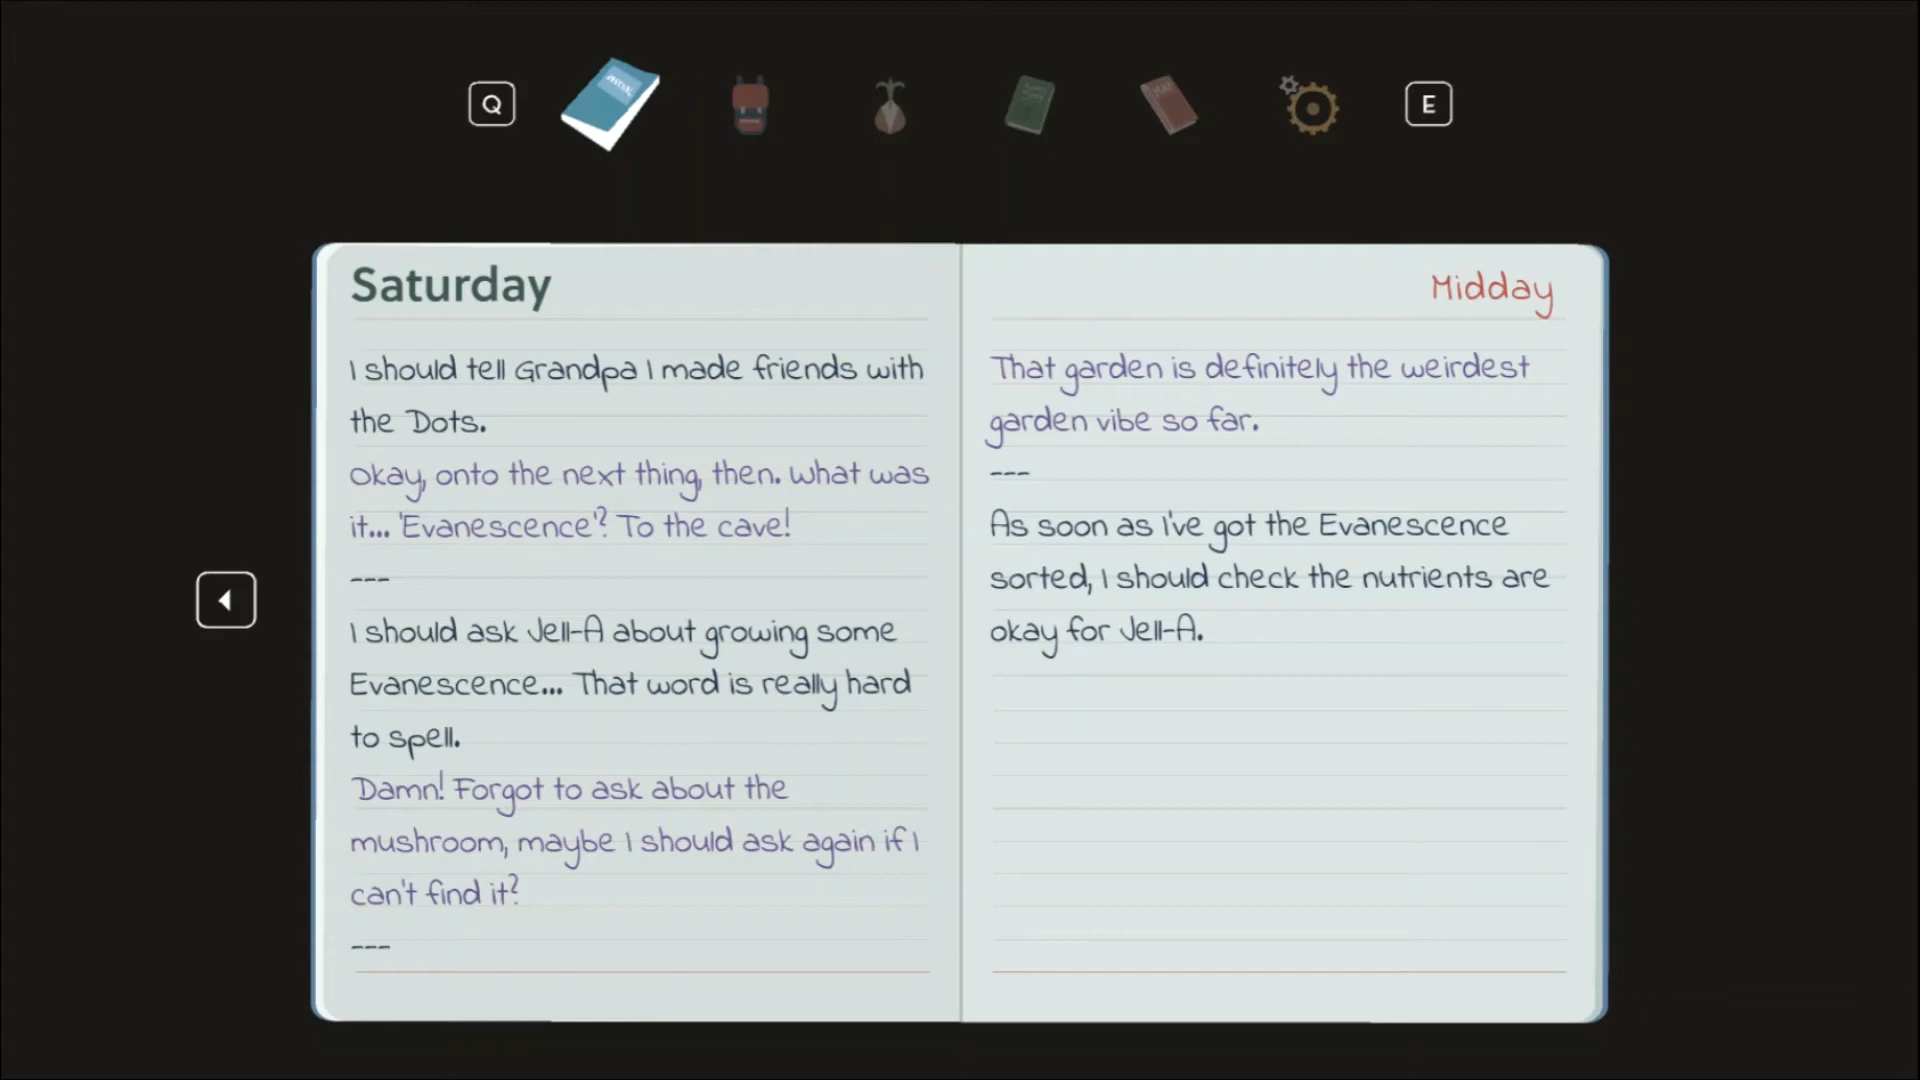 Q
E
Saturday
I should tell Grandpa I made friends with
the Dots.
Okay, onto the next thing, then. What was
it... 'Evanescence'? To the cave!
---
I should ask Jell-A about growing some
Evanescence... That word is really hard
to spell.
Damn! Forgot to ask about the
mushroom, maybe I should ask again if I
can't find it?
---
Midday
That garden is definitely the weirdest
garden vibe so far.
---
As soon as I've got the Evanescence
sorted, I should check the nutrients are
okay for Jell-A.